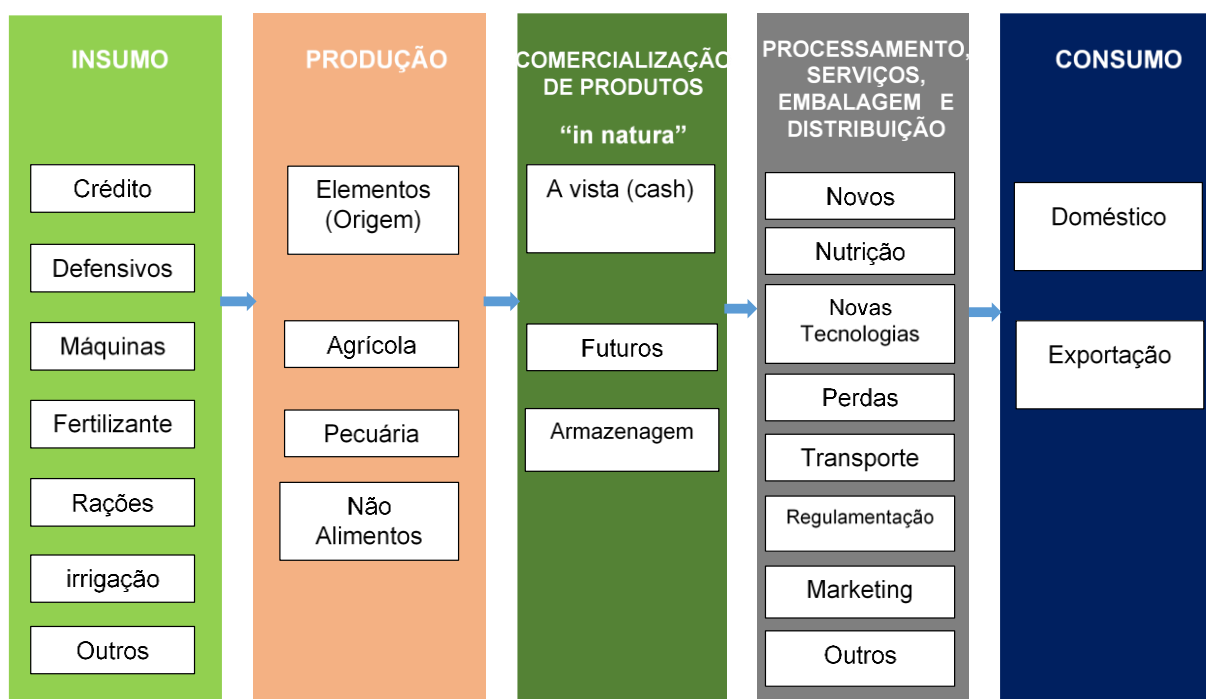 INSUMO
Crédito
Defensivos
Máquinas
Fertilizante
Rações
irrigação
Outros
PRODUÇÃO
Elementos
(Origem)
Agrícola
Pecuária
Não
Alimentos
COMERCIALIZAÇÃO
DE PRODUTOS
“in natura”
A vista (cash)
Futuros
Armazenagem
PROCESSAMENTO,
SERVIÇOS,
EMBALAGEM E
DISTRIBUIÇÃO
Novos
Nutrição
Novas
Tecnologias
Perdas
Transporte
Regulamentação
Marketing
Outros
CONSUMO
Doméstico
Exportação